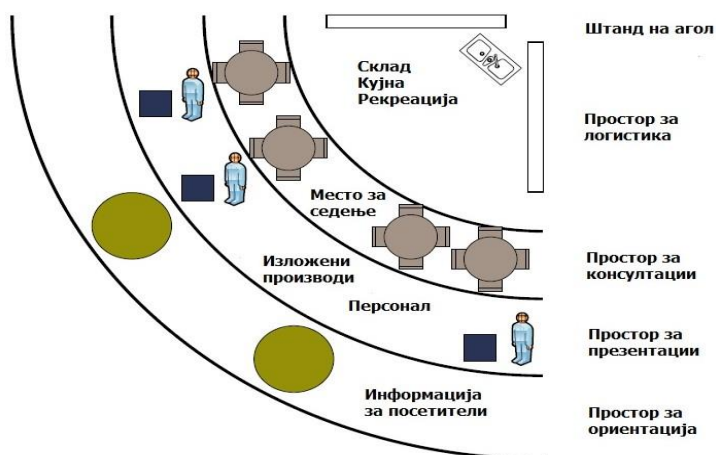 Штанд на агол
Склад
Кујна
Рекреација
Простор за
логистика
Место за
седење
Изложени
производи
Простор за
консултации
Персонал
Простор за
презентации
Информација
за посетители
Простор за
ориентација